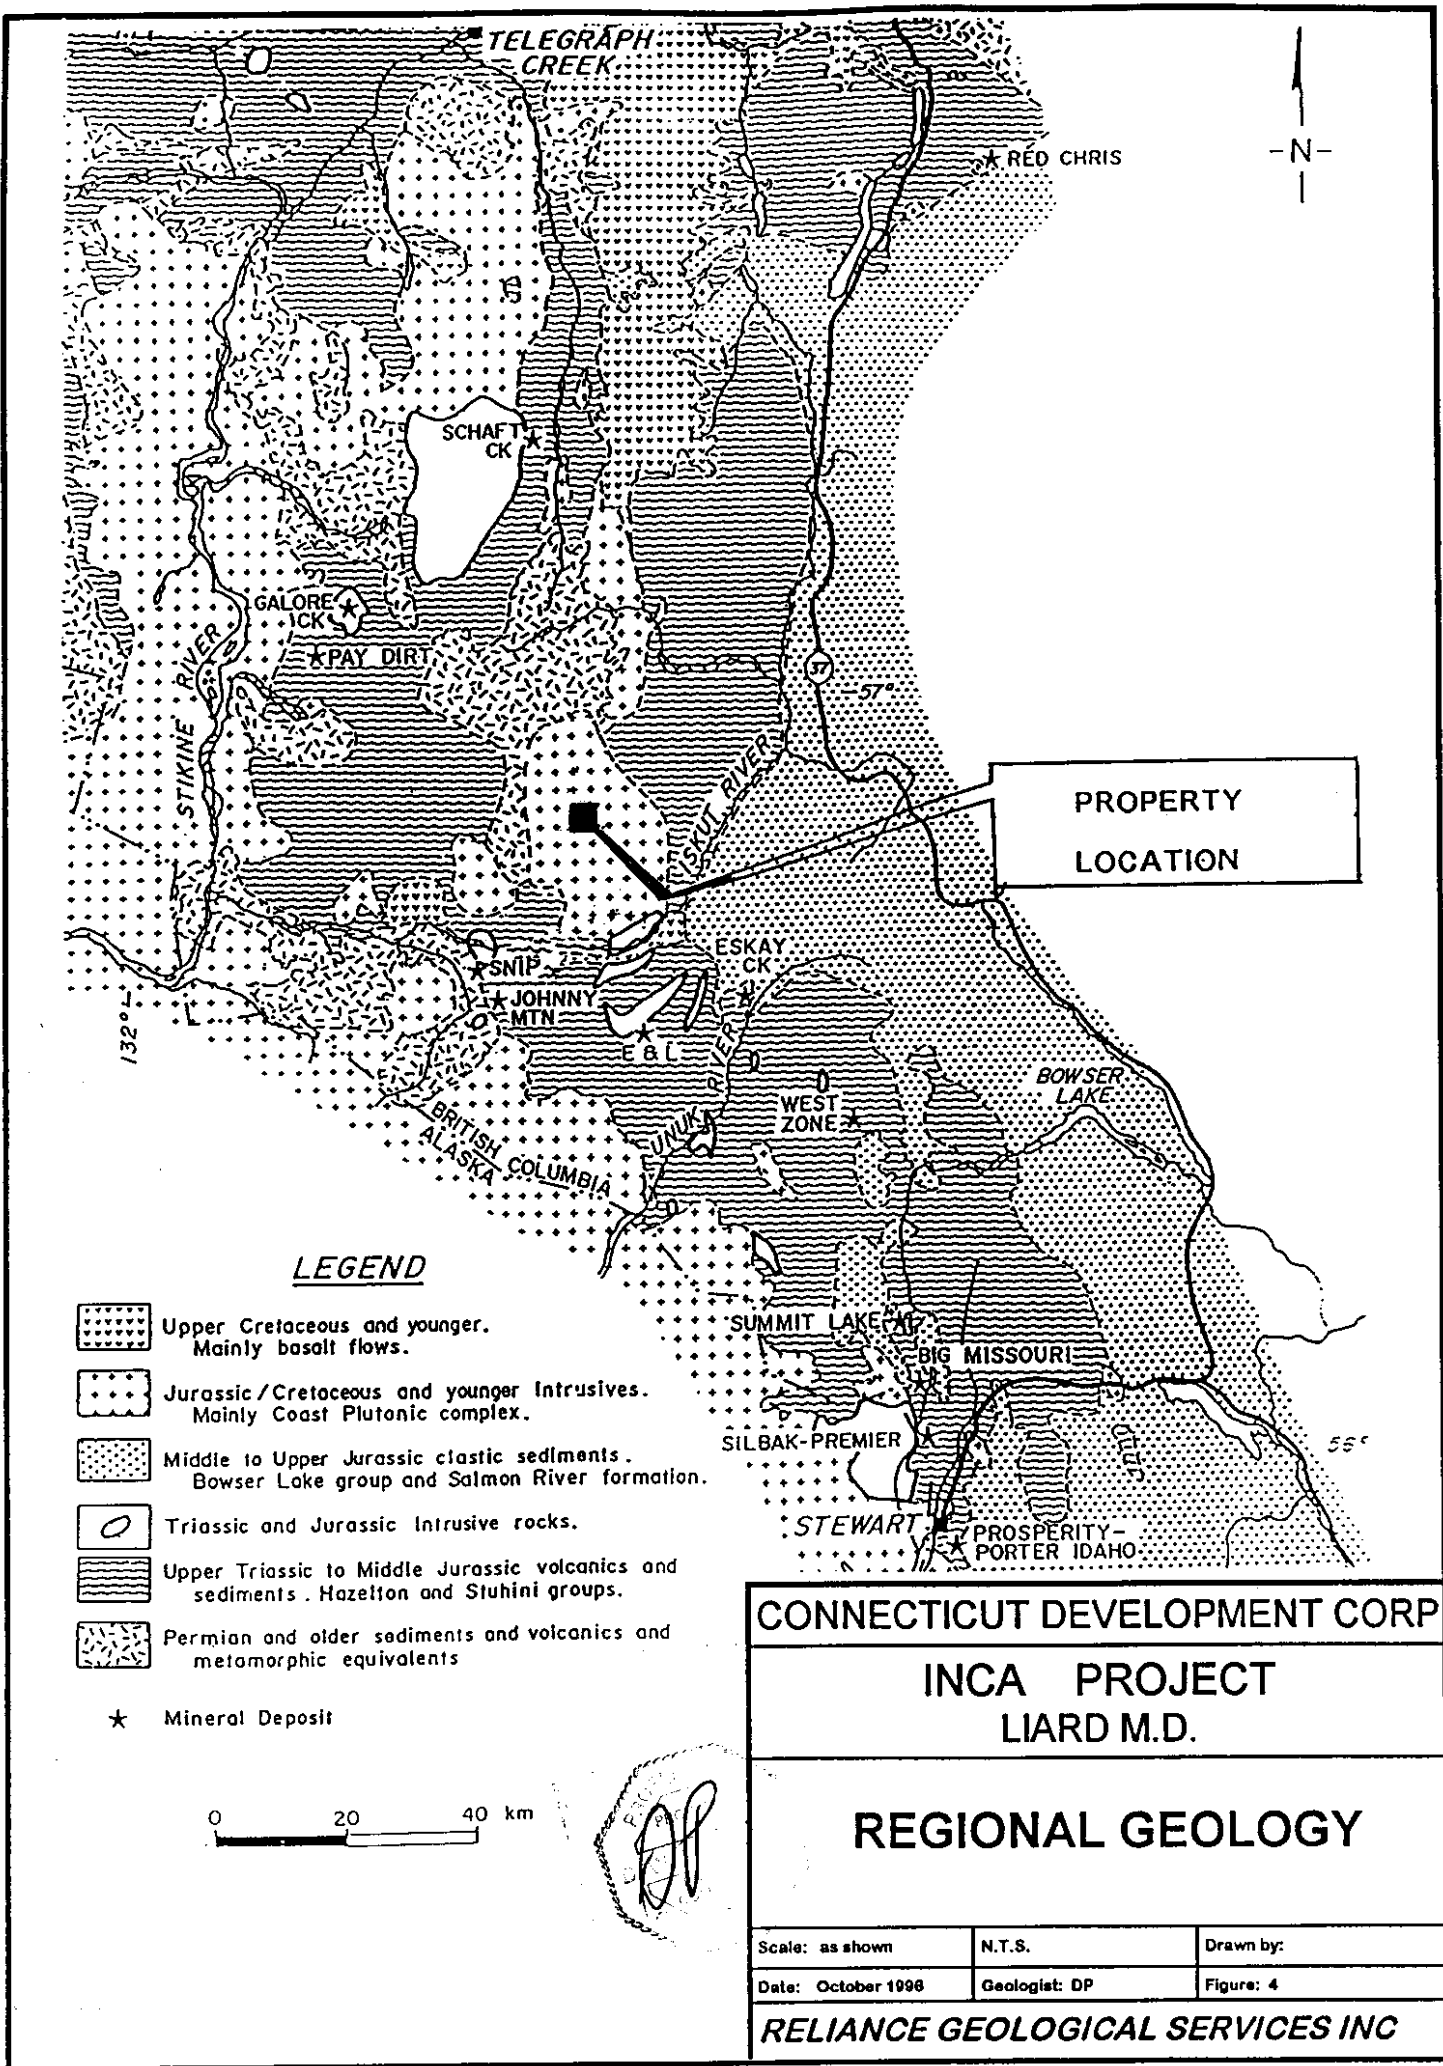 TELEGRAPH
CREEK
-N-
RED CHRIS
SCHAFT
CK
GALORE
CK
PAY DIRT
STIKINE RIVER
37
57°
ISKUT RIVER
PROPERTY
LOCATION
ESKAY
CK
SNIP
JOHNNY
MTN
E & L
132°
UNUK RIVER
WEST
ZONE
BOWSER
LAKE
BRITISH COLUMBIA
ALASKA
SUMMIT LAKE
BIG MISSOURI
SILBAK-PREMIER
56°
STEWART
PROSPERITY-
PORTER IDAHO
LEGEND
Upper Cretaceous and younger.
Mainly basalt flows.
Jurassic/Cretaceous and younger Intrusives.
Mainly Coast Plutonic complex.
Middle to Upper Jurassic clastic sediments.
Bowser Lake group and Salmon River formation.
Triassic and Jurassic Intrusive rocks.
Upper Triassic to Middle Jurassic volcanics and
sediments. Hazelton and Stuhini groups.
Permian and older sediments and volcanics and
metamorphic equivalents
Mineral Deposit
0 20 40 km
CONNECTICUT DEVELOPMENT CORP
INCA PROJECT
LIARD M.D.
REGIONAL GEOLOGY
Scale: as shown
N.T.S.
Drawn by:
Date: October 1996
Geologist: DP
Figure: 4
RELIANCE GEOLOGICAL SERVICES INC